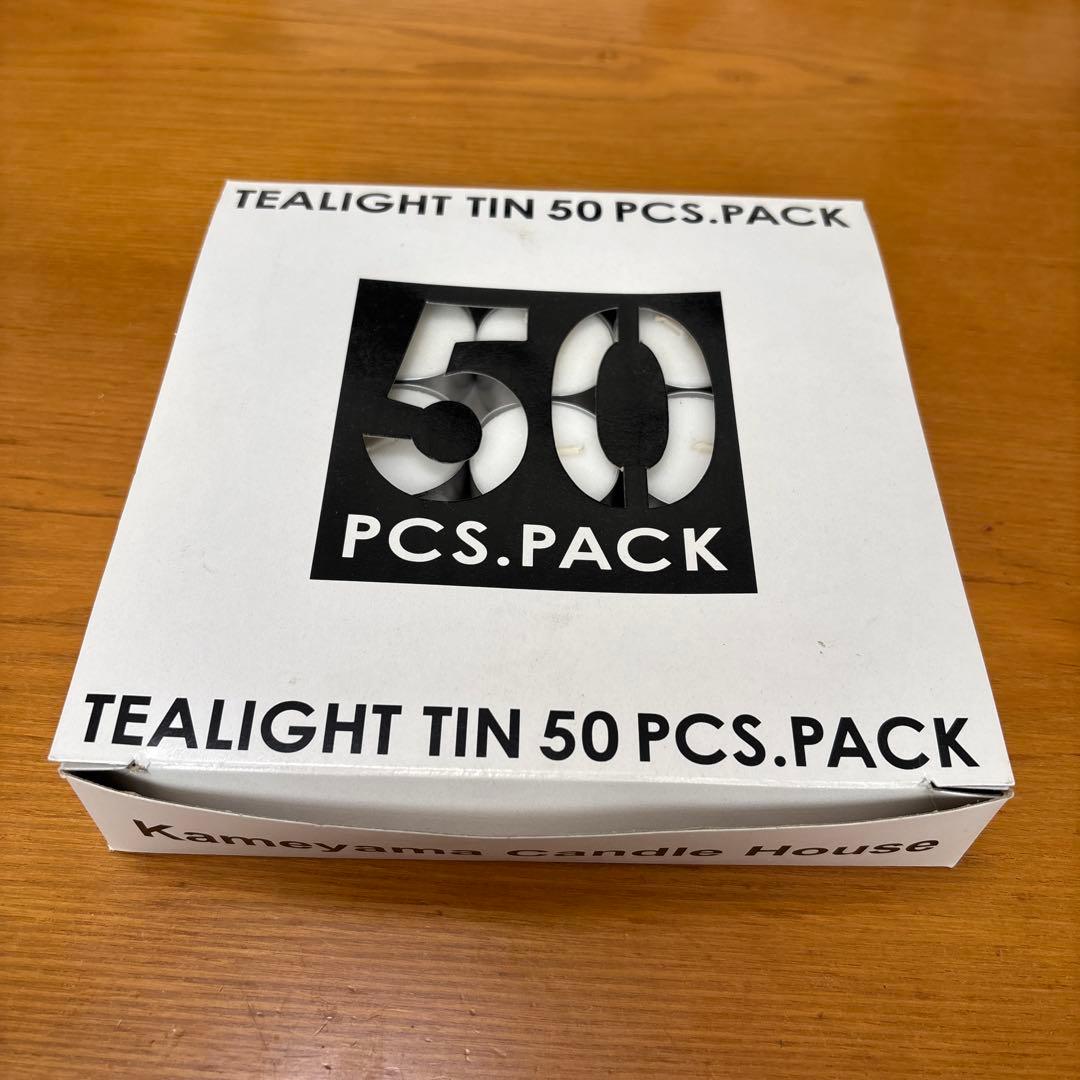 TEALIGHT TIN 50 PCS.PACK
50
PCS.PACK
TEALIGHT TIN 50 PCS.PACK
Kameyama Candle House